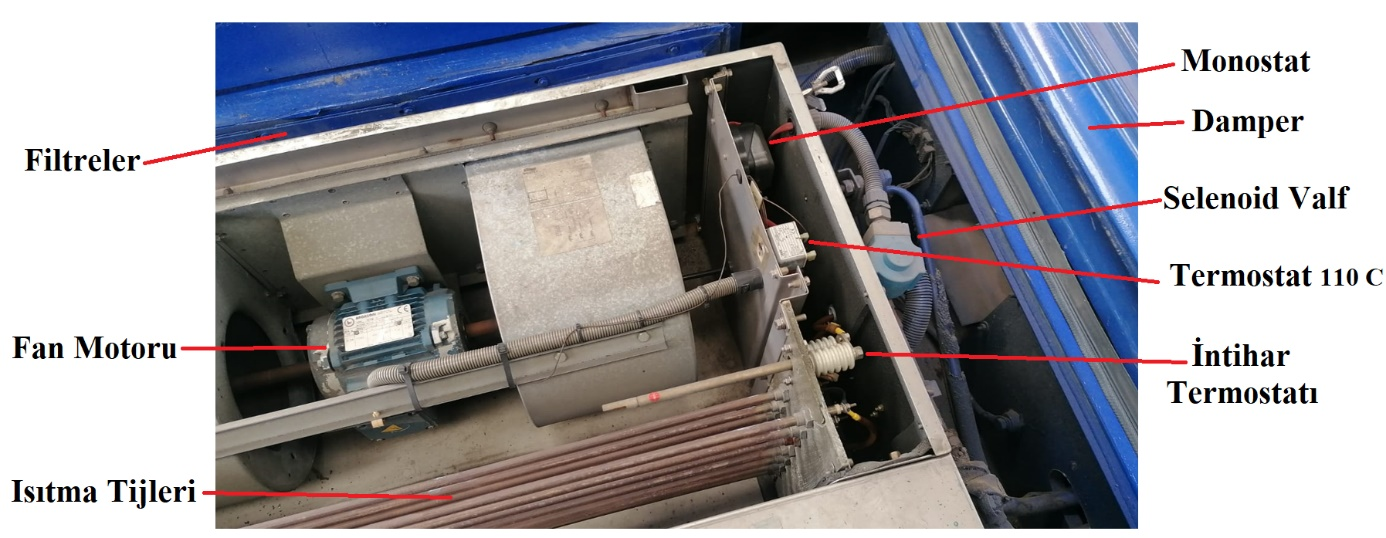 Monostat
Damper
Filtreler
Selenoid Valf
Termostat 110 C
Fan Motoru
İntihar
Termostatı
Isıtma Tijleri